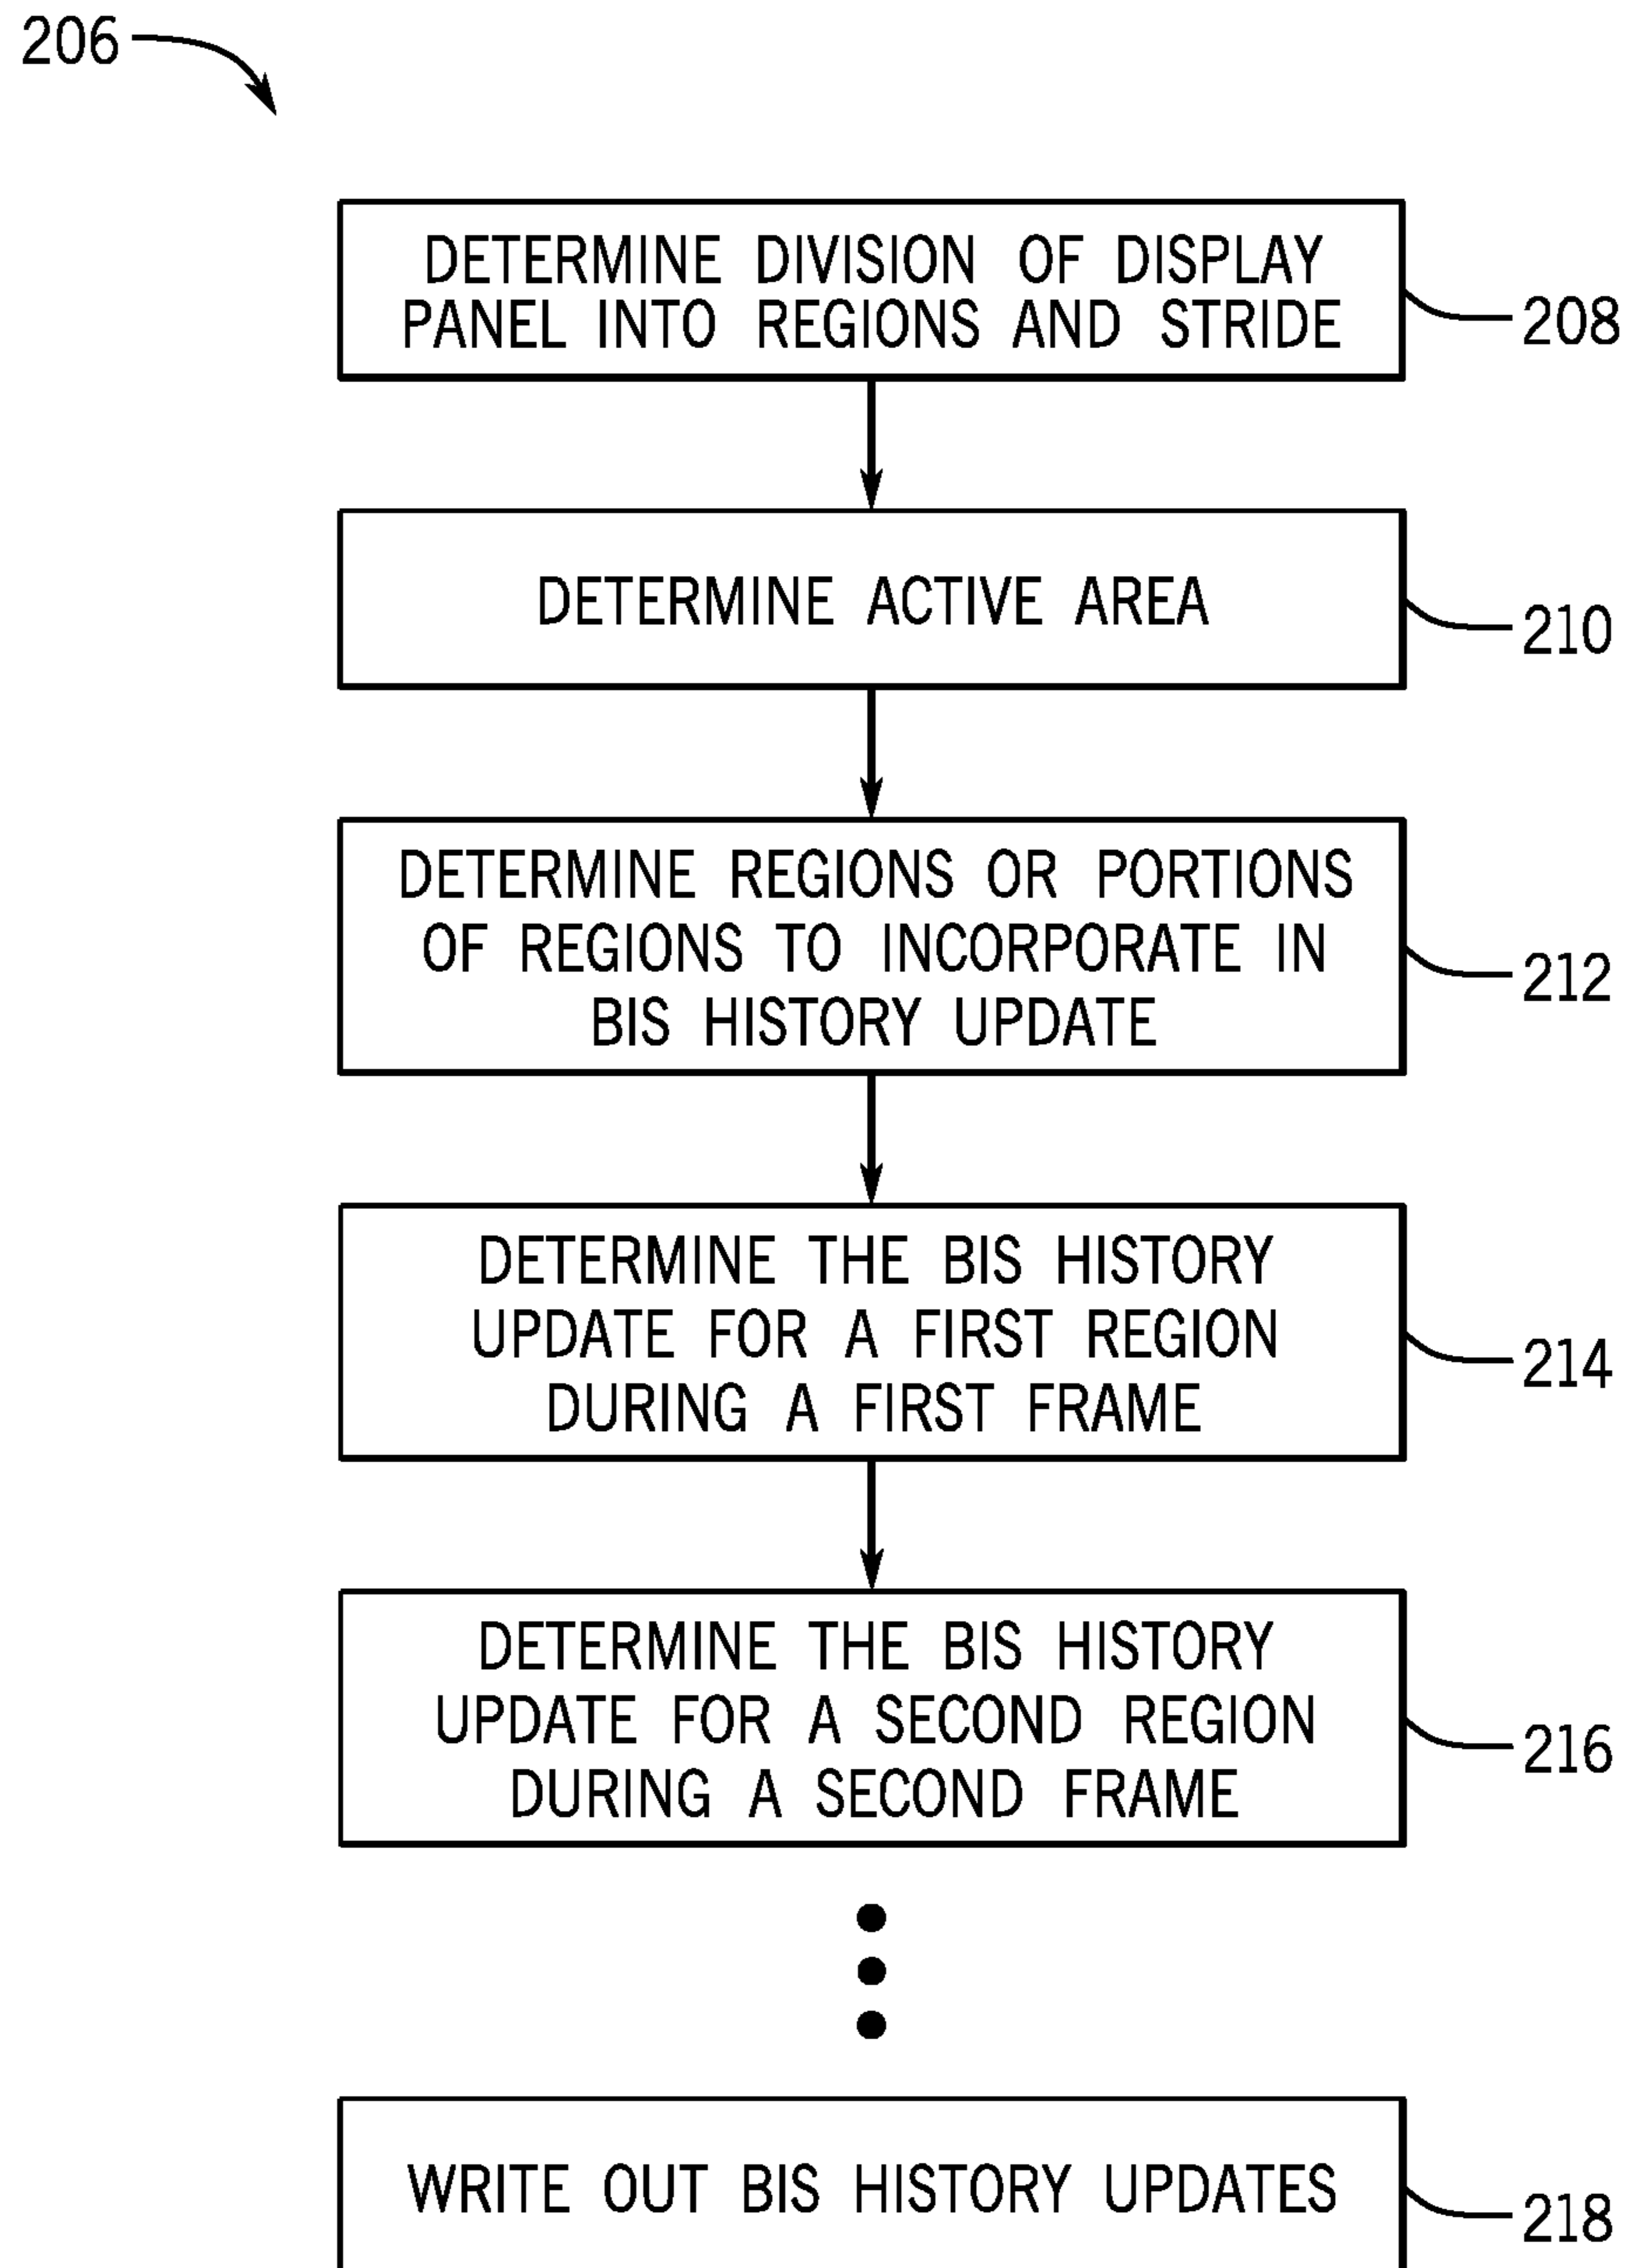 206
DETERMINE DIVISION OF DISPLAY
PANEL INTO REGIONS AND STRIDE
208
DETERMINE ACTIVE AREA
210
DETERMINE REGIONS OR PORTIONS
OF REGIONS TO INCORPORATE IN
BIS HISTORY UPDATE
212
DETERMINE THE BIS HISTORY
UPDATE FOR A FIRST REGION
DURING A FIRST FRAME
214
DETERMINE THE BIS HISTORY
UPDATE FOR A SECOND REGION
DURING A SECOND FRAME
216
WRITE OUT BIS HISTORY UPDATES
218